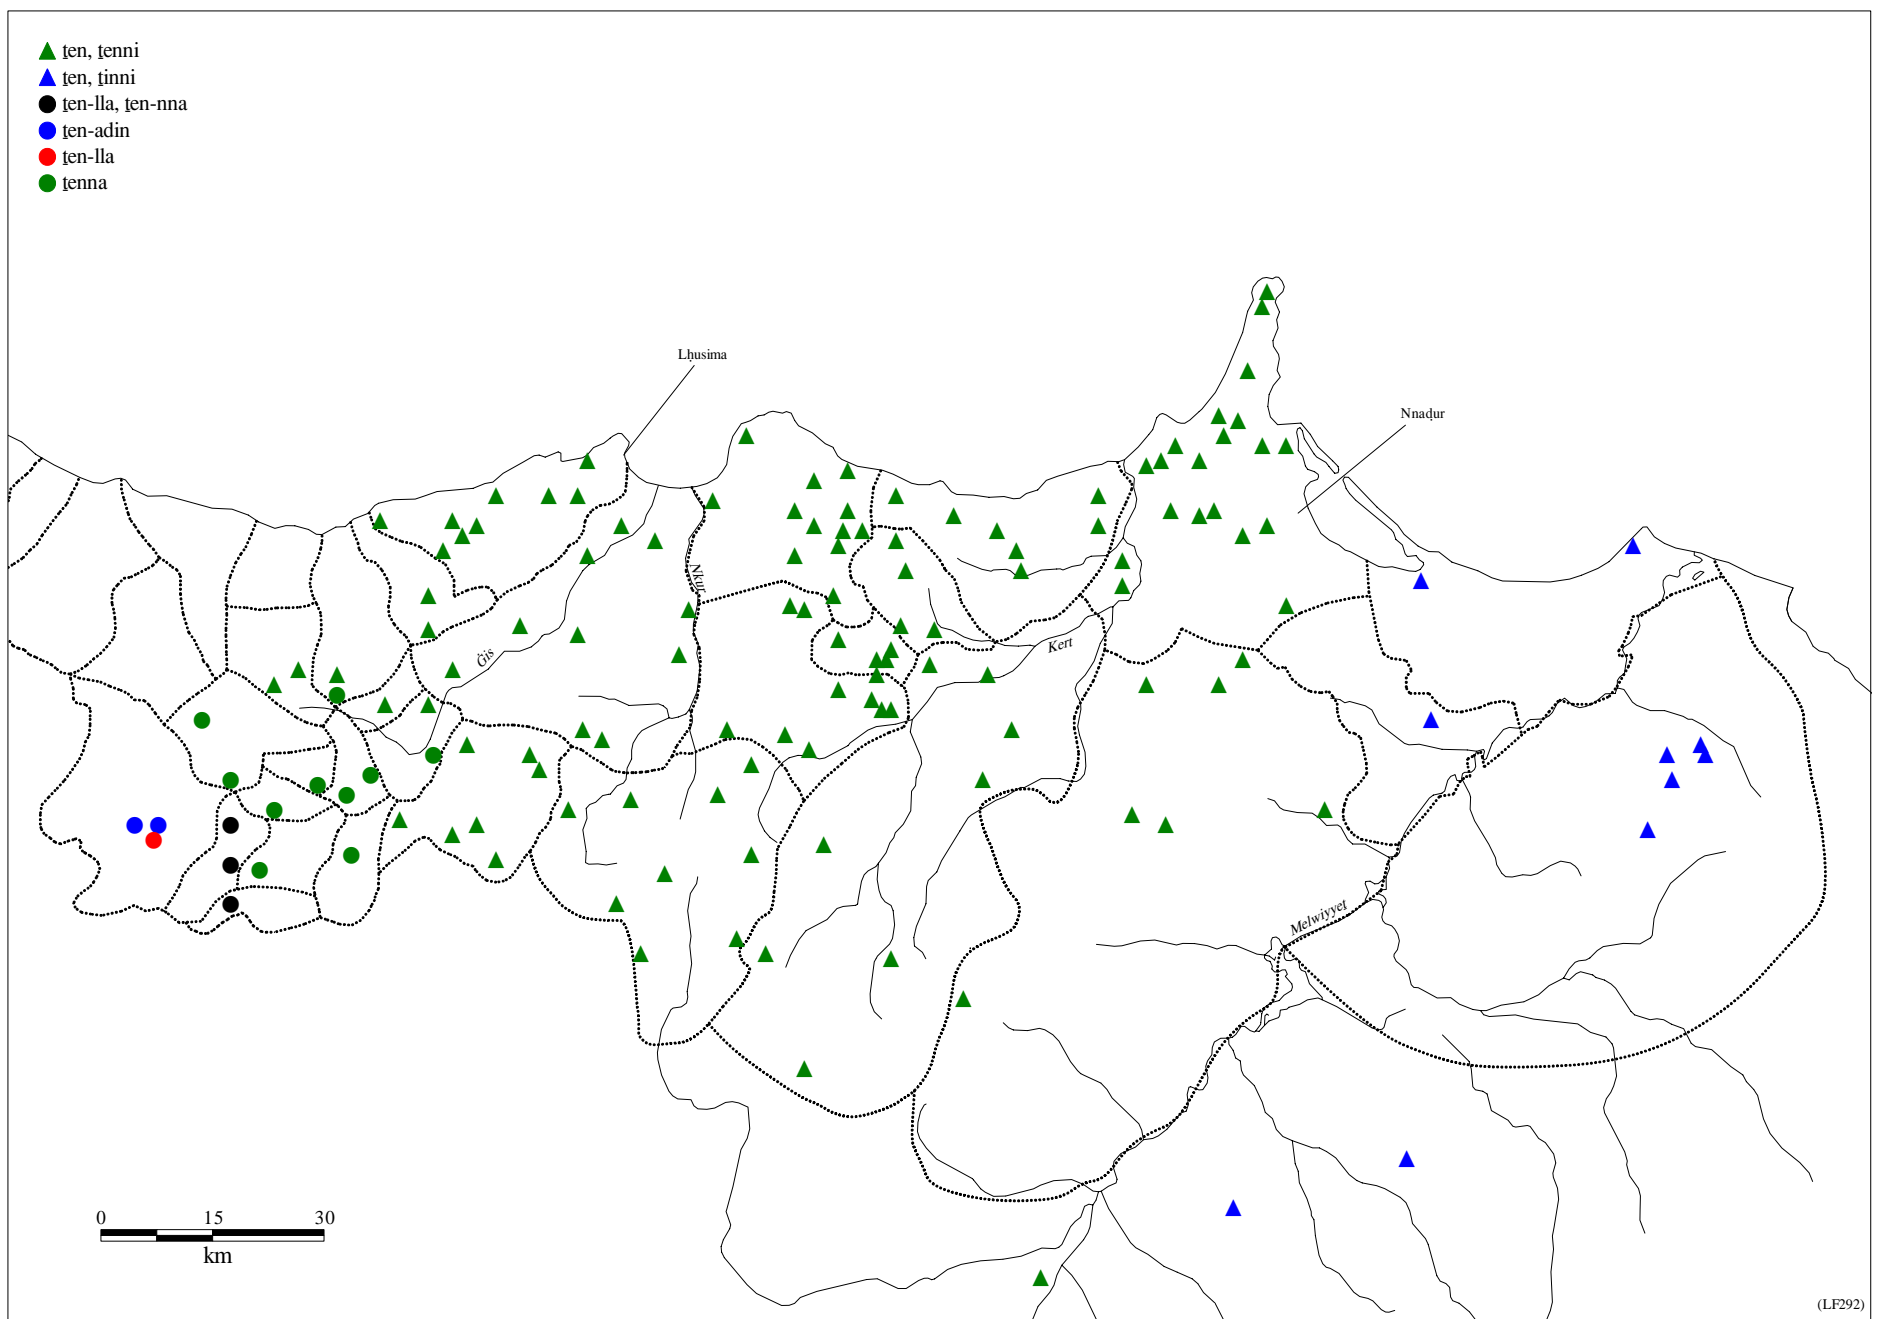 ṯen, ṯenni
ṯen, ṯinni
ṯen-lla, ṯen-nna
ṯen-adin
ṯen-lla
ṯenna
Lḥusima
Nnaḍur
Nkur
Ġis
Kert
Melwiyyeṯ
0 15 30
km
(LF292)